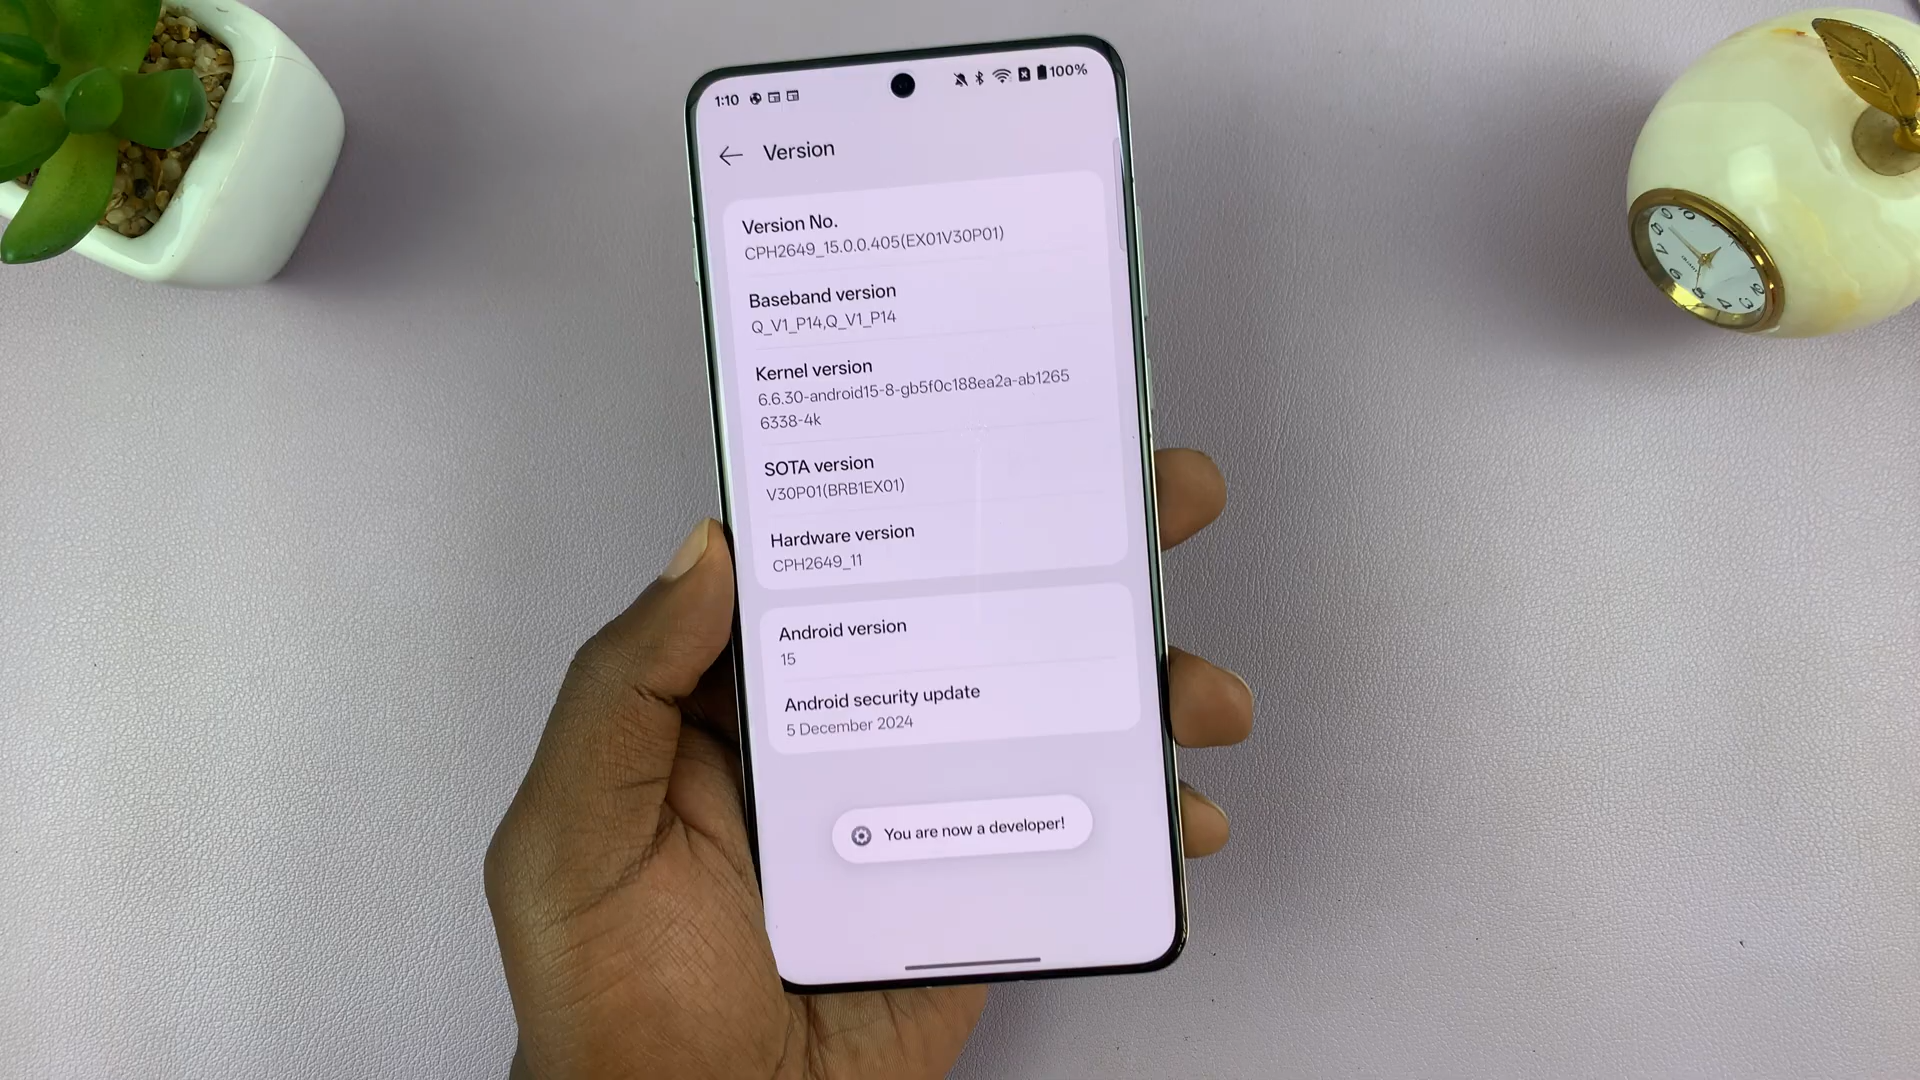 1:10
100%
Version
Version No.
CPH2649_15.0.0.405(EX01V30P01)
Baseband version
Q_V1_P14,Q_V1_P14
Kernel version
6.6.30-android15-8-gb5f0c188ea2a-ab1265
6338-4k
SOTA version
V30P01(BRB1EX01)
Hardware version
CPH2649_11
Android version
15
Android security update
5 December 2024
You are now a developer!